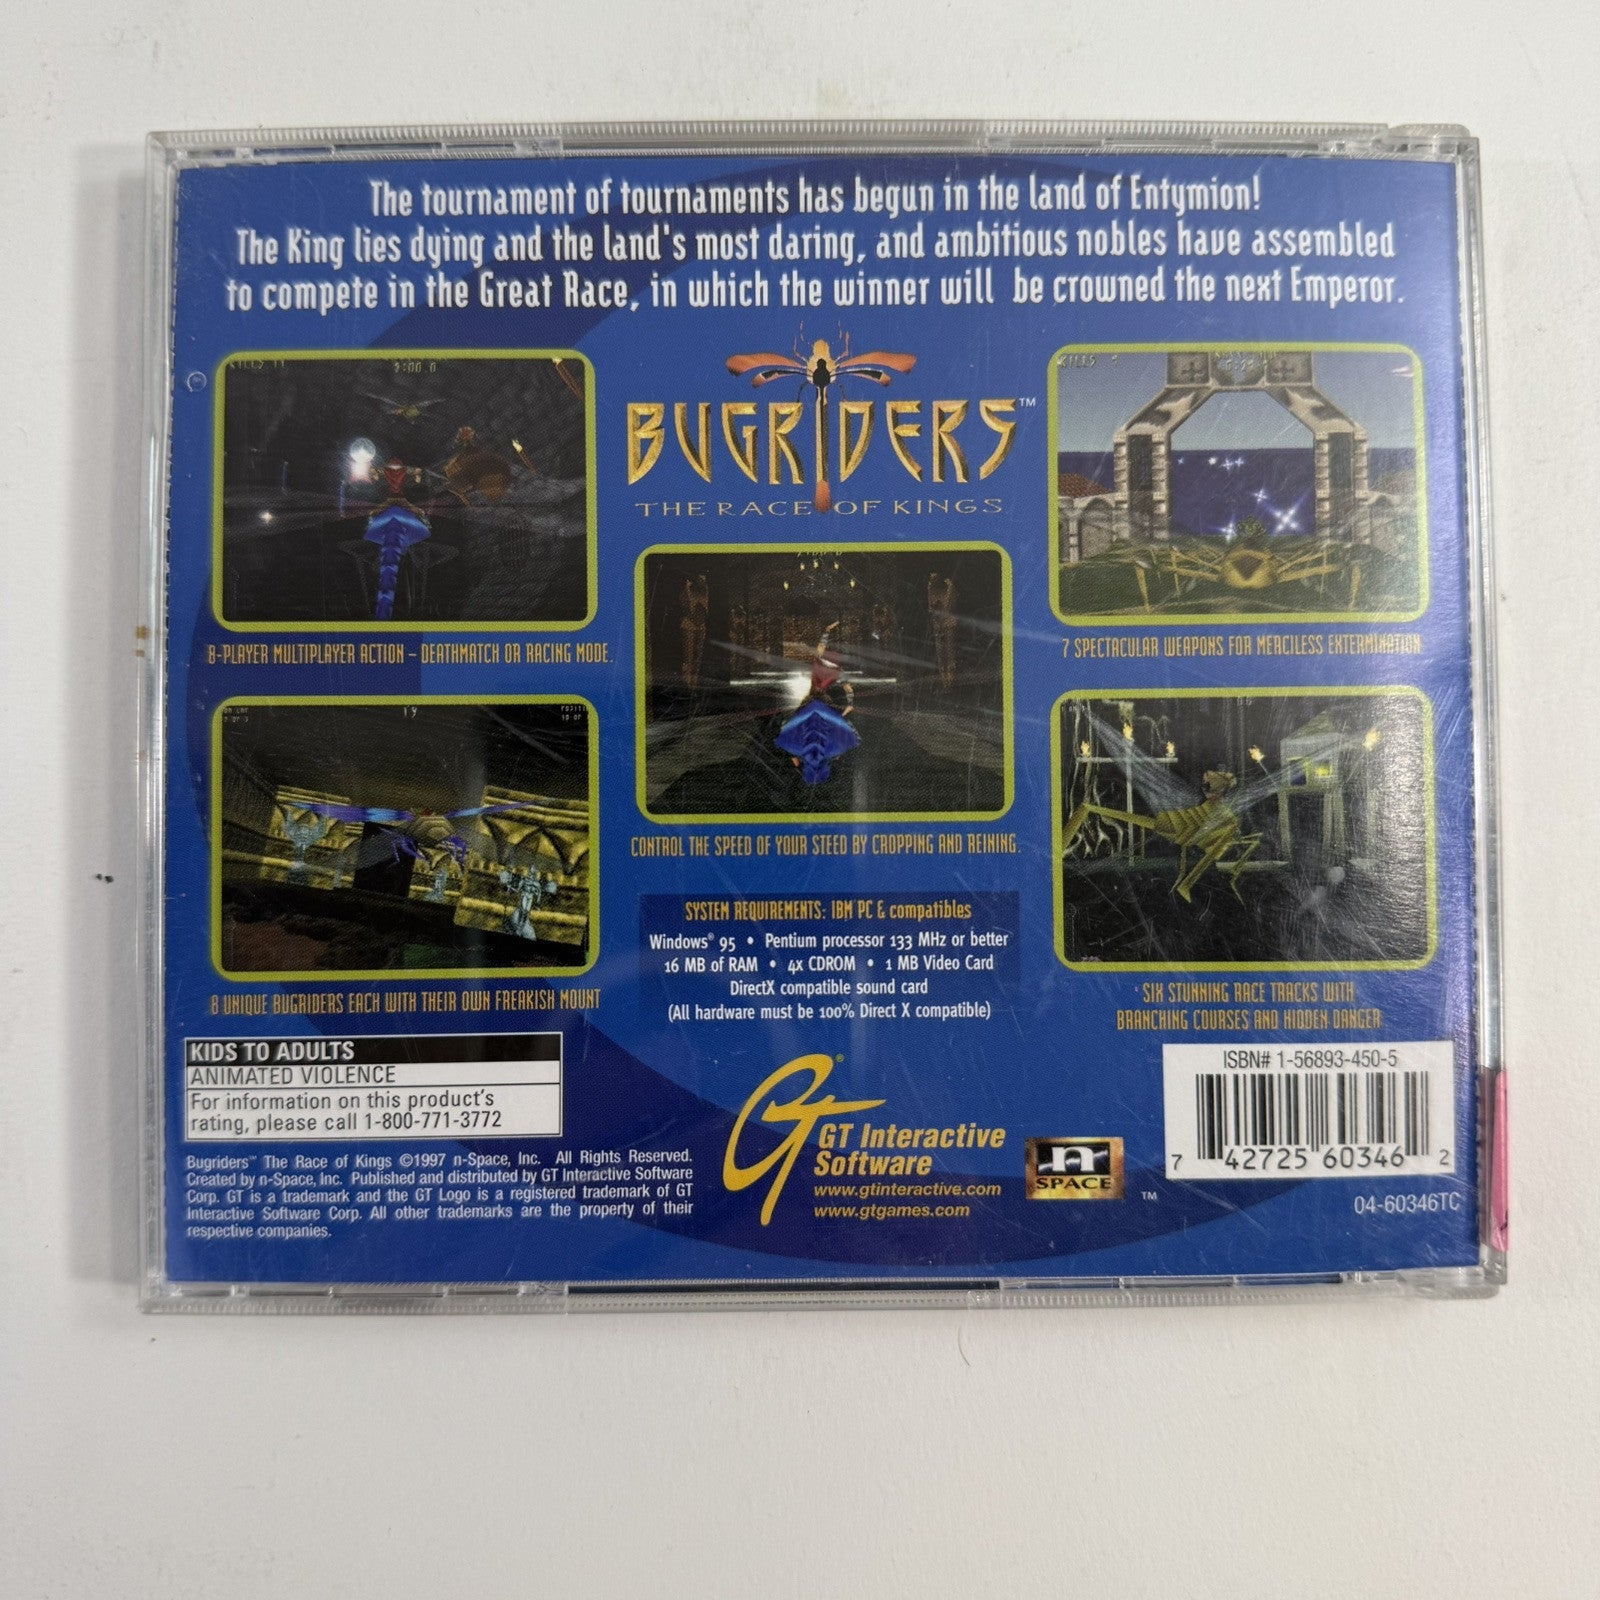 The tournament of tournaments has begun in the land of Entymion!
The King lies dying and the land's most daring, and ambitious nobles have assembled
to compete in the Great Race, in which the winner will be crowned the next Emperor.
BUGRIDERS™
THE RACE OF KINGS
8-PLAYER MULTIPLAYER ACTION – DEATHMATCH OR RACING MODE.
7 SPECTACULAR WEAPONS FOR MERCILESS EXTERMINATION
CONTROL THE SPEED OF YOUR STEED BY CROPPING AND REINING.
8 UNIQUE BUGRIDERS EACH WITH THEIR OWN FREAKISH MOUNT
SIX STUNNING RACE TRACKS WITH
BRANCHING COURSES AND HIDDEN DANGER
SYSTEM REQUIREMENTS: IBM PC & compatibles
Windows® 95 • Pentium processor 133 MHz or better
16 MB of RAM • 4x CDROM • 1 MB Video Card
DirectX compatible sound card
(All hardware must be 100% Direct X compatible)
KIDS TO ADULTS
ANIMATED VIOLENCE
For information on this product's
rating, please call 1-800-771-3772
Bugriders™ The Race of Kings ©1997 n-Space, Inc. All Rights Reserved.
Created by n-Space, Inc. Published and distributed by GT Interactive Software
Corp. GT is a trademark and the GT Logo is a registered trademark of GT
Interactive Software Corp. All other trademarks are the property of their
respective companies.
GT®
GT Interactive
Software
www.gtinteractive.com
www.gtgames.com
n
SPACE™
ISBN# 1-56893-450-5
7 42725 60346 2
04-60346TC